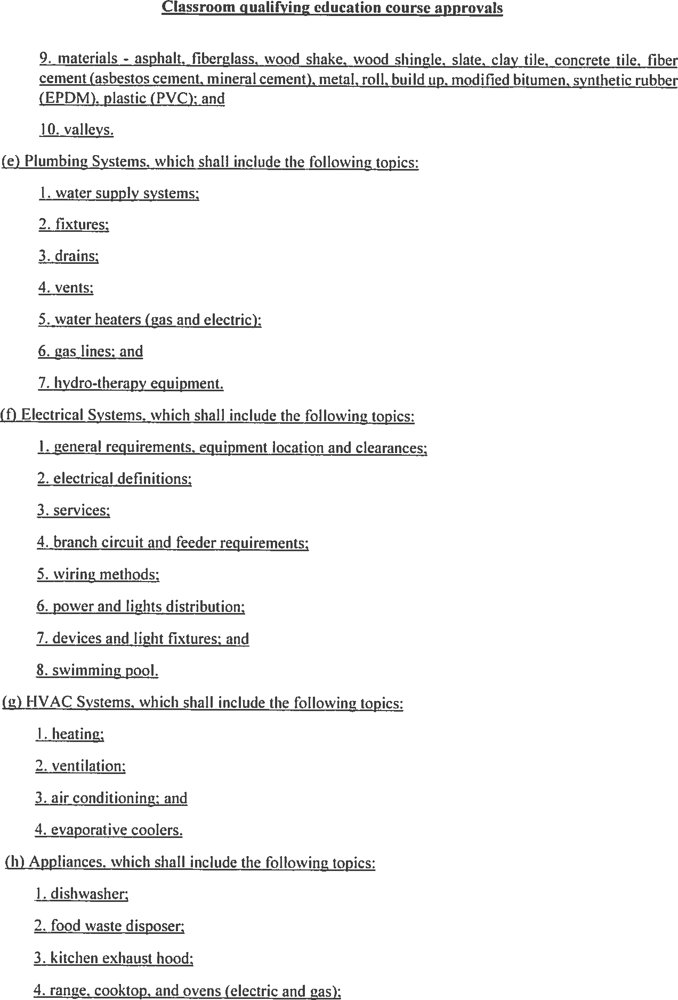 Classroom qualifying education course approvals
9. materials - asphalt, fiberglass, wood shake, wood shingle, slate, clay tile, concrete tile, fiber
cement (asbestos cement, mineral cement), metal, roll, build up, modified bitumen, synthetic rubber
(EPDM), plastic (PVC); and
10. valleys.
(e) Plumbing Systems, which shall include the following topics:
1. water supply systems;
2. fixtures;
3. drains;
4. vents;
5. water heaters (gas and electric);
6. gas lines; and
7. hydro-therapy equipment.
(f) Electrical Systems, which shall include the following topics:
1. general requirements, equipment location and clearances;
2. electrical definitions;
3. services;
4. branch circuit and feeder requirements;
5. wiring methods;
6. power and lights distribution;
7. devices and light fixtures; and
8. swimming pool.
(g) HVAC Systems, which shall include the following topics:
1. heating;
2. ventilation;
3. air conditioning; and
4. evaporative coolers.
(h) Appliances, which shall include the following topics:
1. dishwasher;
2. food waste disposer;
3. kitchen exhaust hood;
4. range, cooktop, and ovens (electric and gas);